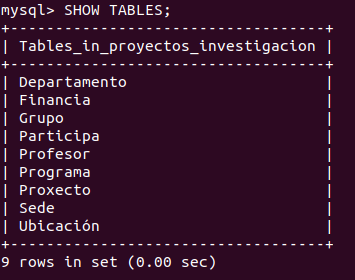 mysql> SHOW TABLES;
+-----------------------------------+
| Tables_in_proyectos_investigacion |
+-----------------------------------+
| Departamento |
| Financia |
| Grupo |
| Participa |
| Profesor |
| Programa |
| Proxecto |
| Sede |
| Ubicación |
+-----------------------------------+
9 rows in set (0.00 sec)